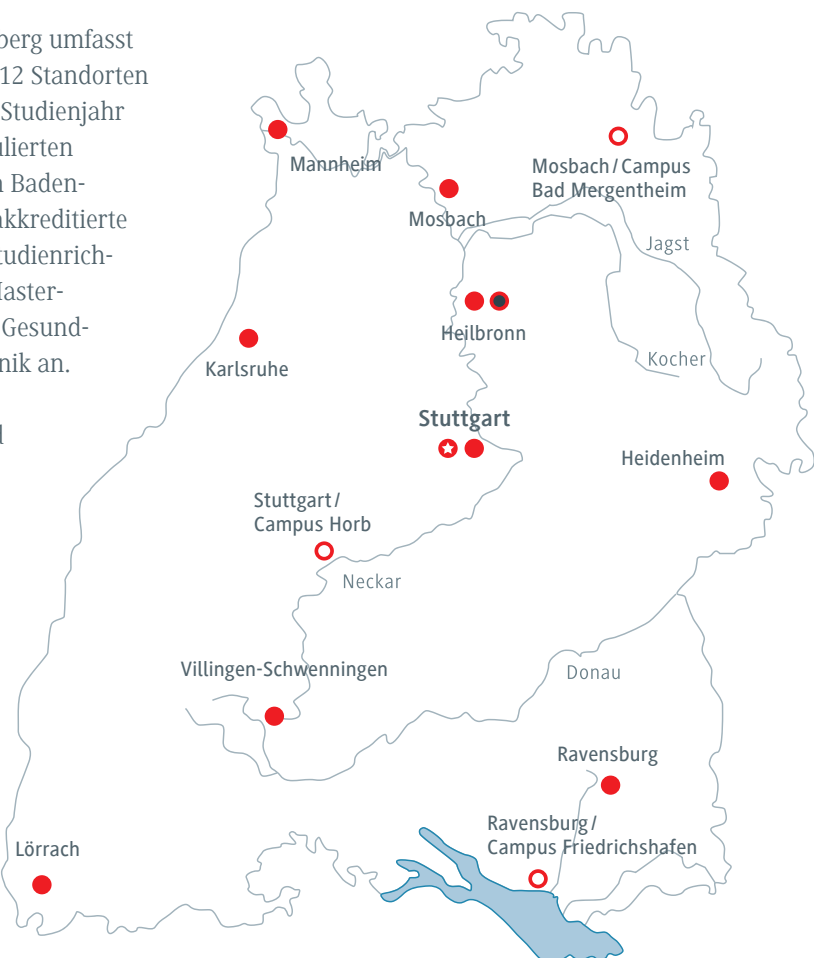 berg umfasst
12 Standorten
Studienjahr
ulierten
n Baden-
akkreditierte
tudienrich-
Master-
Gesund-
nik an.
d
Mannheim
Mosbach / Campus
Bad Mergentheim
Mosbach
Jagst
Heilbronn
Kocher
Karlsruhe
Stuttgart
Heidenheim
Stuttgart /
Campus Horb
Neckar
Villingen-Schwenningen
Donau
Ravensburg
Ravensburg /
Campus Friedrichshafen
Lörrach